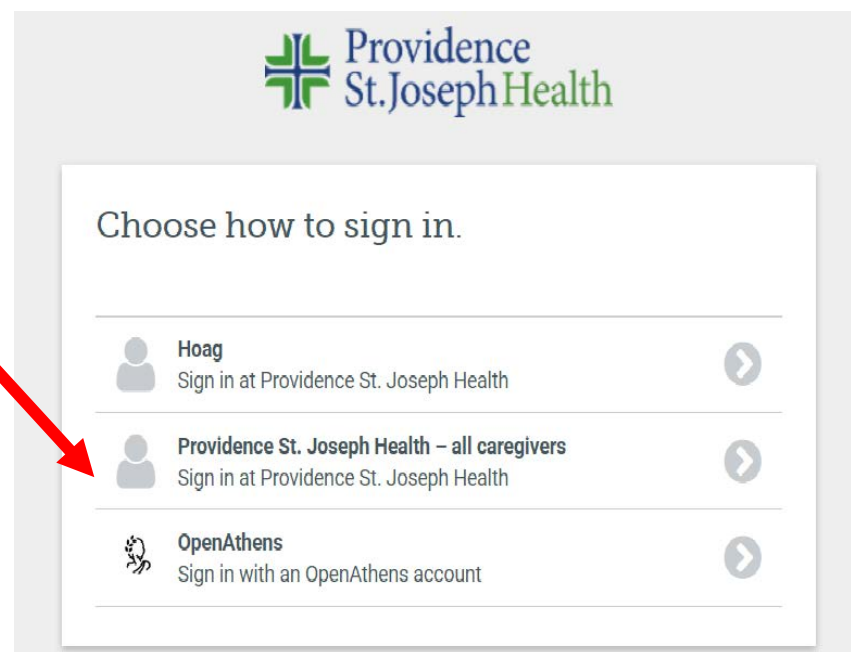 Providence
St.Joseph Health
Choose how to sign in.
Hoag
Sign in at Providence St. Joseph Health
Providence St. Joseph Health – all caregivers
Sign in at Providence St. Joseph Health
OpenAthens
Sign in with an OpenAthens account